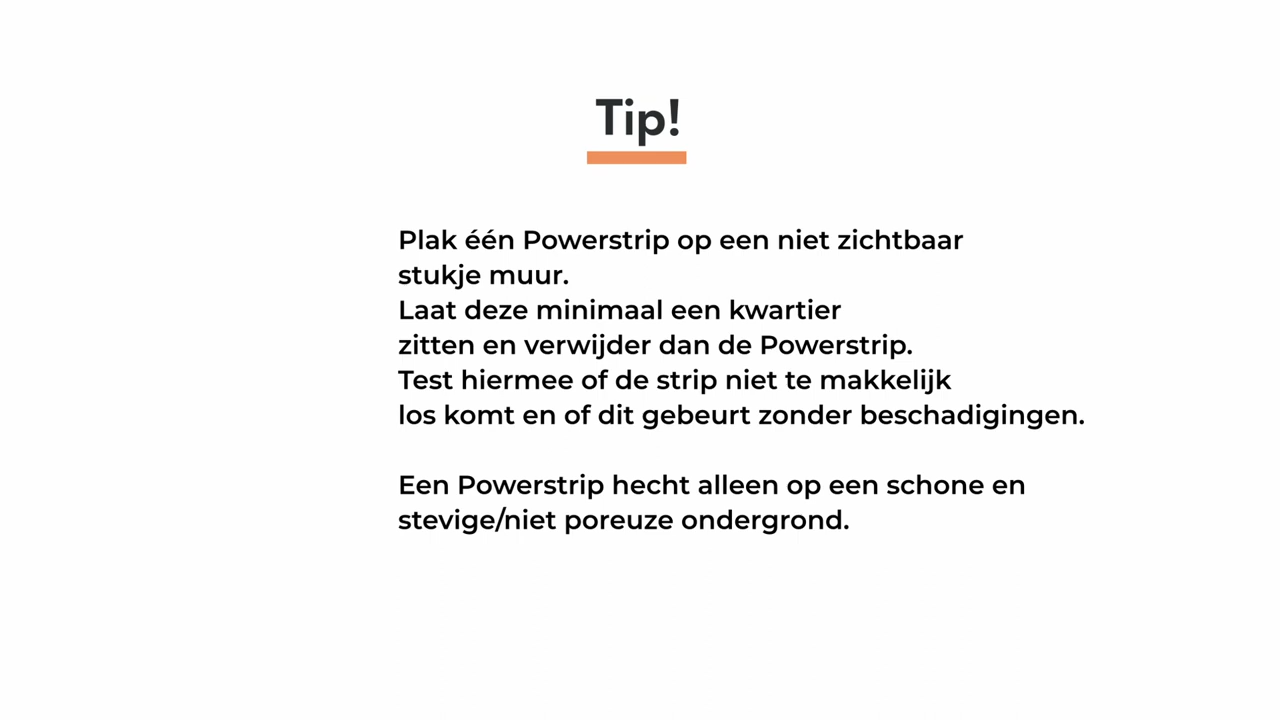 Tip!
Plak één Powerstrip op een niet zichtbaar
stukje muur.
Laat deze minimaal een kwartier
zitten en verwijder dan de Powerstrip.
Test hiermee of de strip niet te makkelijk
los komt en of dit gebeurt zonder beschadigingen.
Een Powerstrip hecht alleen op een schone en
stevige/niet poreuze ondergrond.